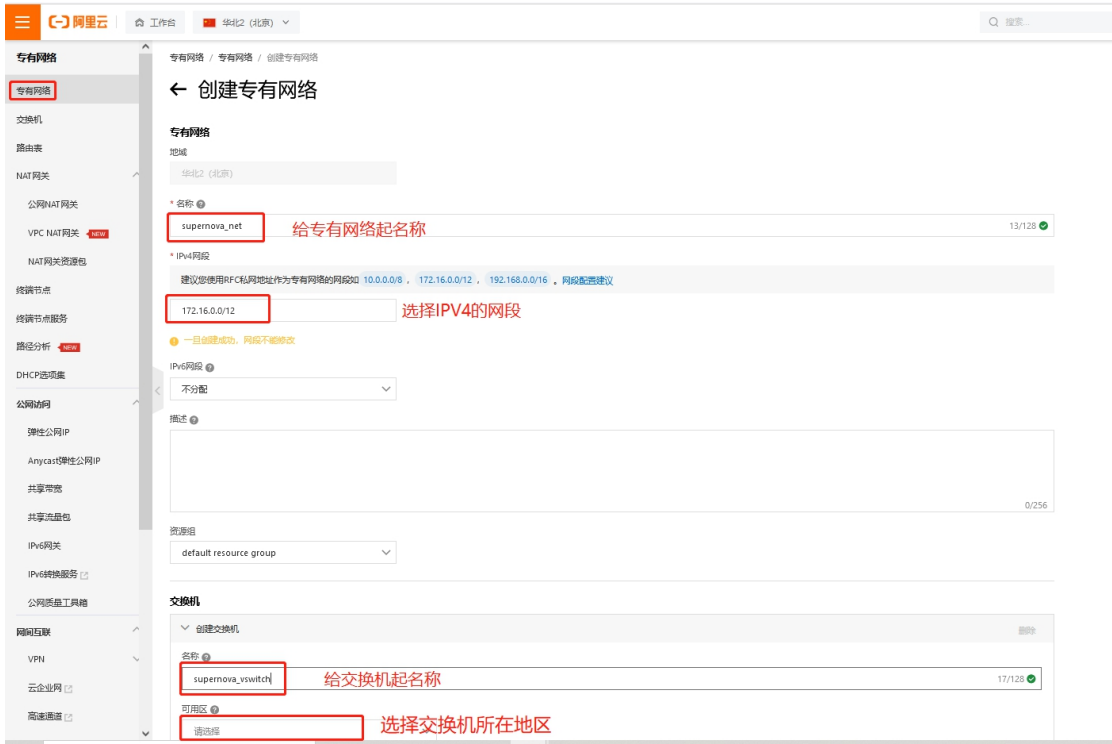 阿里云
工作台
华北2（北京）
搜索...
专有网络
专有网络
交换机
路由表
NAT网关
公网NAT网关
VPC NAT网关 NEW
NAT网关资源包
终端节点
终端节点服务
路径分析 NEW
DHCP选项集
公网访问
弹性公网IP
Anycast弹性公网IP
共享带宽
共享流量包
IPv6网关
IPv6转换服务
公网质量工具箱
网间互联
VPN
云企业网
高速通道
专有网络 / 专有网络 / 创建专有网络
← 创建专有网络
专有网络
地域
华北2（北京）
* 名称
supernova_net
给专有网络起名称
13/128
* IPv4网段
建议您使用RFC私网地址作为专有网络的网段如 10.0.0.0/8 ， 172.16.0.0/12 ， 192.168.0.0/16 。网段配置建议
172.16.0.0/12
选择IPV4的网段
一旦创建成功，网段不能修改
IPv6网段
不分配
描述
0/256
资源组
default resource group
交换机
创建交换机
删除
名称
supernova_vswitch
给交换机起名称
17/128
可用区
请选择
选择交换机所在地区